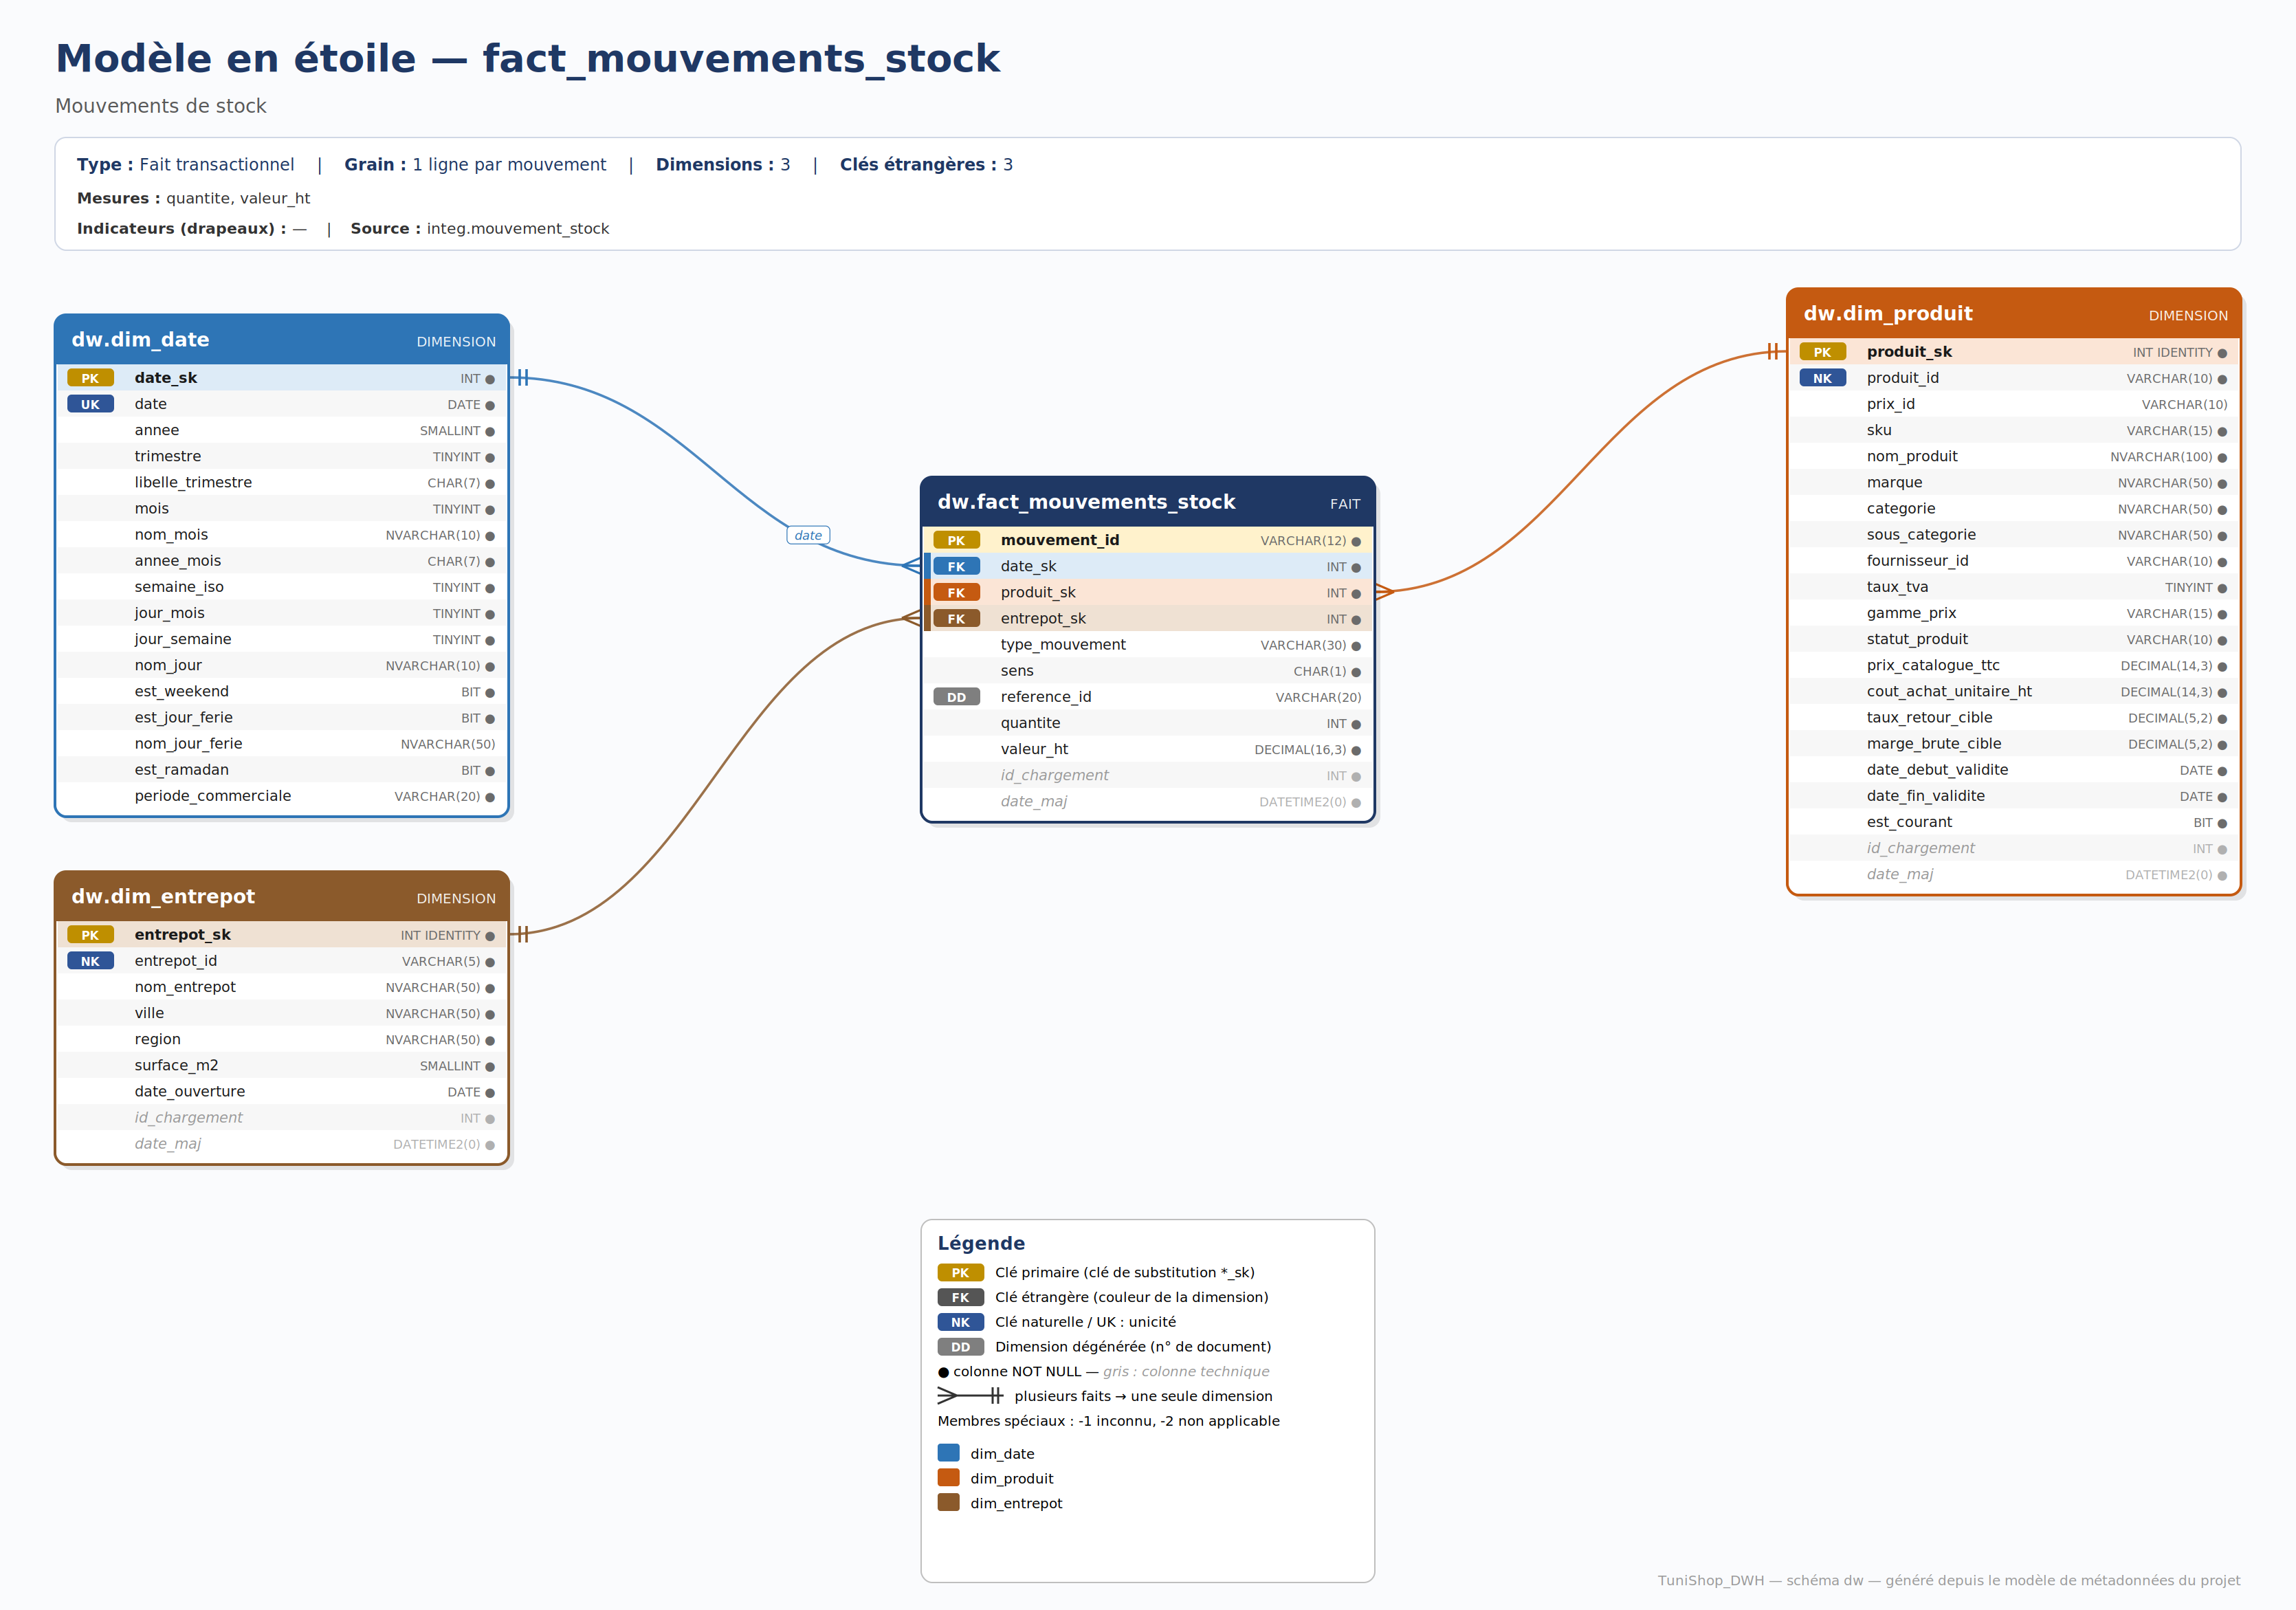 Modèle en étoile — fact_mouvements_stock
Mouvements de stock
Type : Fait transactionnel | Grain : 1 ligne par mouvement | Dimensions : 3 | Clés étrangères : 3
Mesures : quantite, valeur_ht
Indicateurs (drapeaux) : — | Source : integ.mouvement_stock
dw.dim_date DIMENSION
PK date_sk INT ●
UK date DATE ●
annee SMALLINT ●
trimestre TINYINT ●
libelle_trimestre CHAR(7) ●
mois TINYINT ●
nom_mois NVARCHAR(10) ●
annee_mois CHAR(7) ●
semaine_iso TINYINT ●
jour_mois TINYINT ●
jour_semaine TINYINT ●
nom_jour NVARCHAR(10) ●
est_weekend BIT ●
est_jour_ferie BIT ●
nom_jour_ferie NVARCHAR(50)
est_ramadan BIT ●
periode_commerciale VARCHAR(20) ●
dw.dim_entrepot DIMENSION
PK entrepot_sk INT IDENTITY ●
NK entrepot_id VARCHAR(5) ●
nom_entrepot NVARCHAR(50) ●
ville NVARCHAR(50) ●
region NVARCHAR(50) ●
surface_m2 SMALLINT ●
date_ouverture DATE ●
id_chargement INT ●
date_maj DATETIME2(0) ●
date
dw.fact_mouvements_stock FAIT
PK mouvement_id VARCHAR(12) ●
FK date_sk INT ●
FK produit_sk INT ●
FK entrepot_sk INT ●
type_mouvement VARCHAR(30) ●
sens CHAR(1) ●
DD reference_id VARCHAR(20)
quantite INT ●
valeur_ht DECIMAL(16,3) ●
id_chargement INT ●
date_maj DATETIME2(0) ●
dw.dim_produit DIMENSION
PK produit_sk INT IDENTITY ●
NK produit_id VARCHAR(10) ●
prix_id VARCHAR(10)
sku VARCHAR(15) ●
nom_produit NVARCHAR(100) ●
marque NVARCHAR(50) ●
categorie NVARCHAR(50) ●
sous_categorie NVARCHAR(50) ●
fournisseur_id VARCHAR(10) ●
taux_tva TINYINT ●
gamme_prix VARCHAR(15) ●
statut_produit VARCHAR(10) ●
prix_catalogue_ttc DECIMAL(14,3) ●
cout_achat_unitaire_ht DECIMAL(14,3) ●
taux_retour_cible DECIMAL(5,2) ●
marge_brute_cible DECIMAL(5,2) ●
date_debut_validite DATE ●
date_fin_validite DATE ●
est_courant BIT ●
id_chargement INT ●
date_maj DATETIME2(0) ●
Légende
PK Clé primaire (clé de substitution *_sk)
FK Clé étrangère (couleur de la dimension)
NK Clé naturelle / UK : unicité
DD Dimension dégénérée (n° de document)
● colonne NOT NULL — gris : colonne technique
plusieurs faits → une seule dimension
Membres spéciaux : -1 inconnu, -2 non applicable
dim_date
dim_produit
dim_entrepot
TuniShop_DWH — schéma dw — généré depuis le modèle de métadonnées du projet